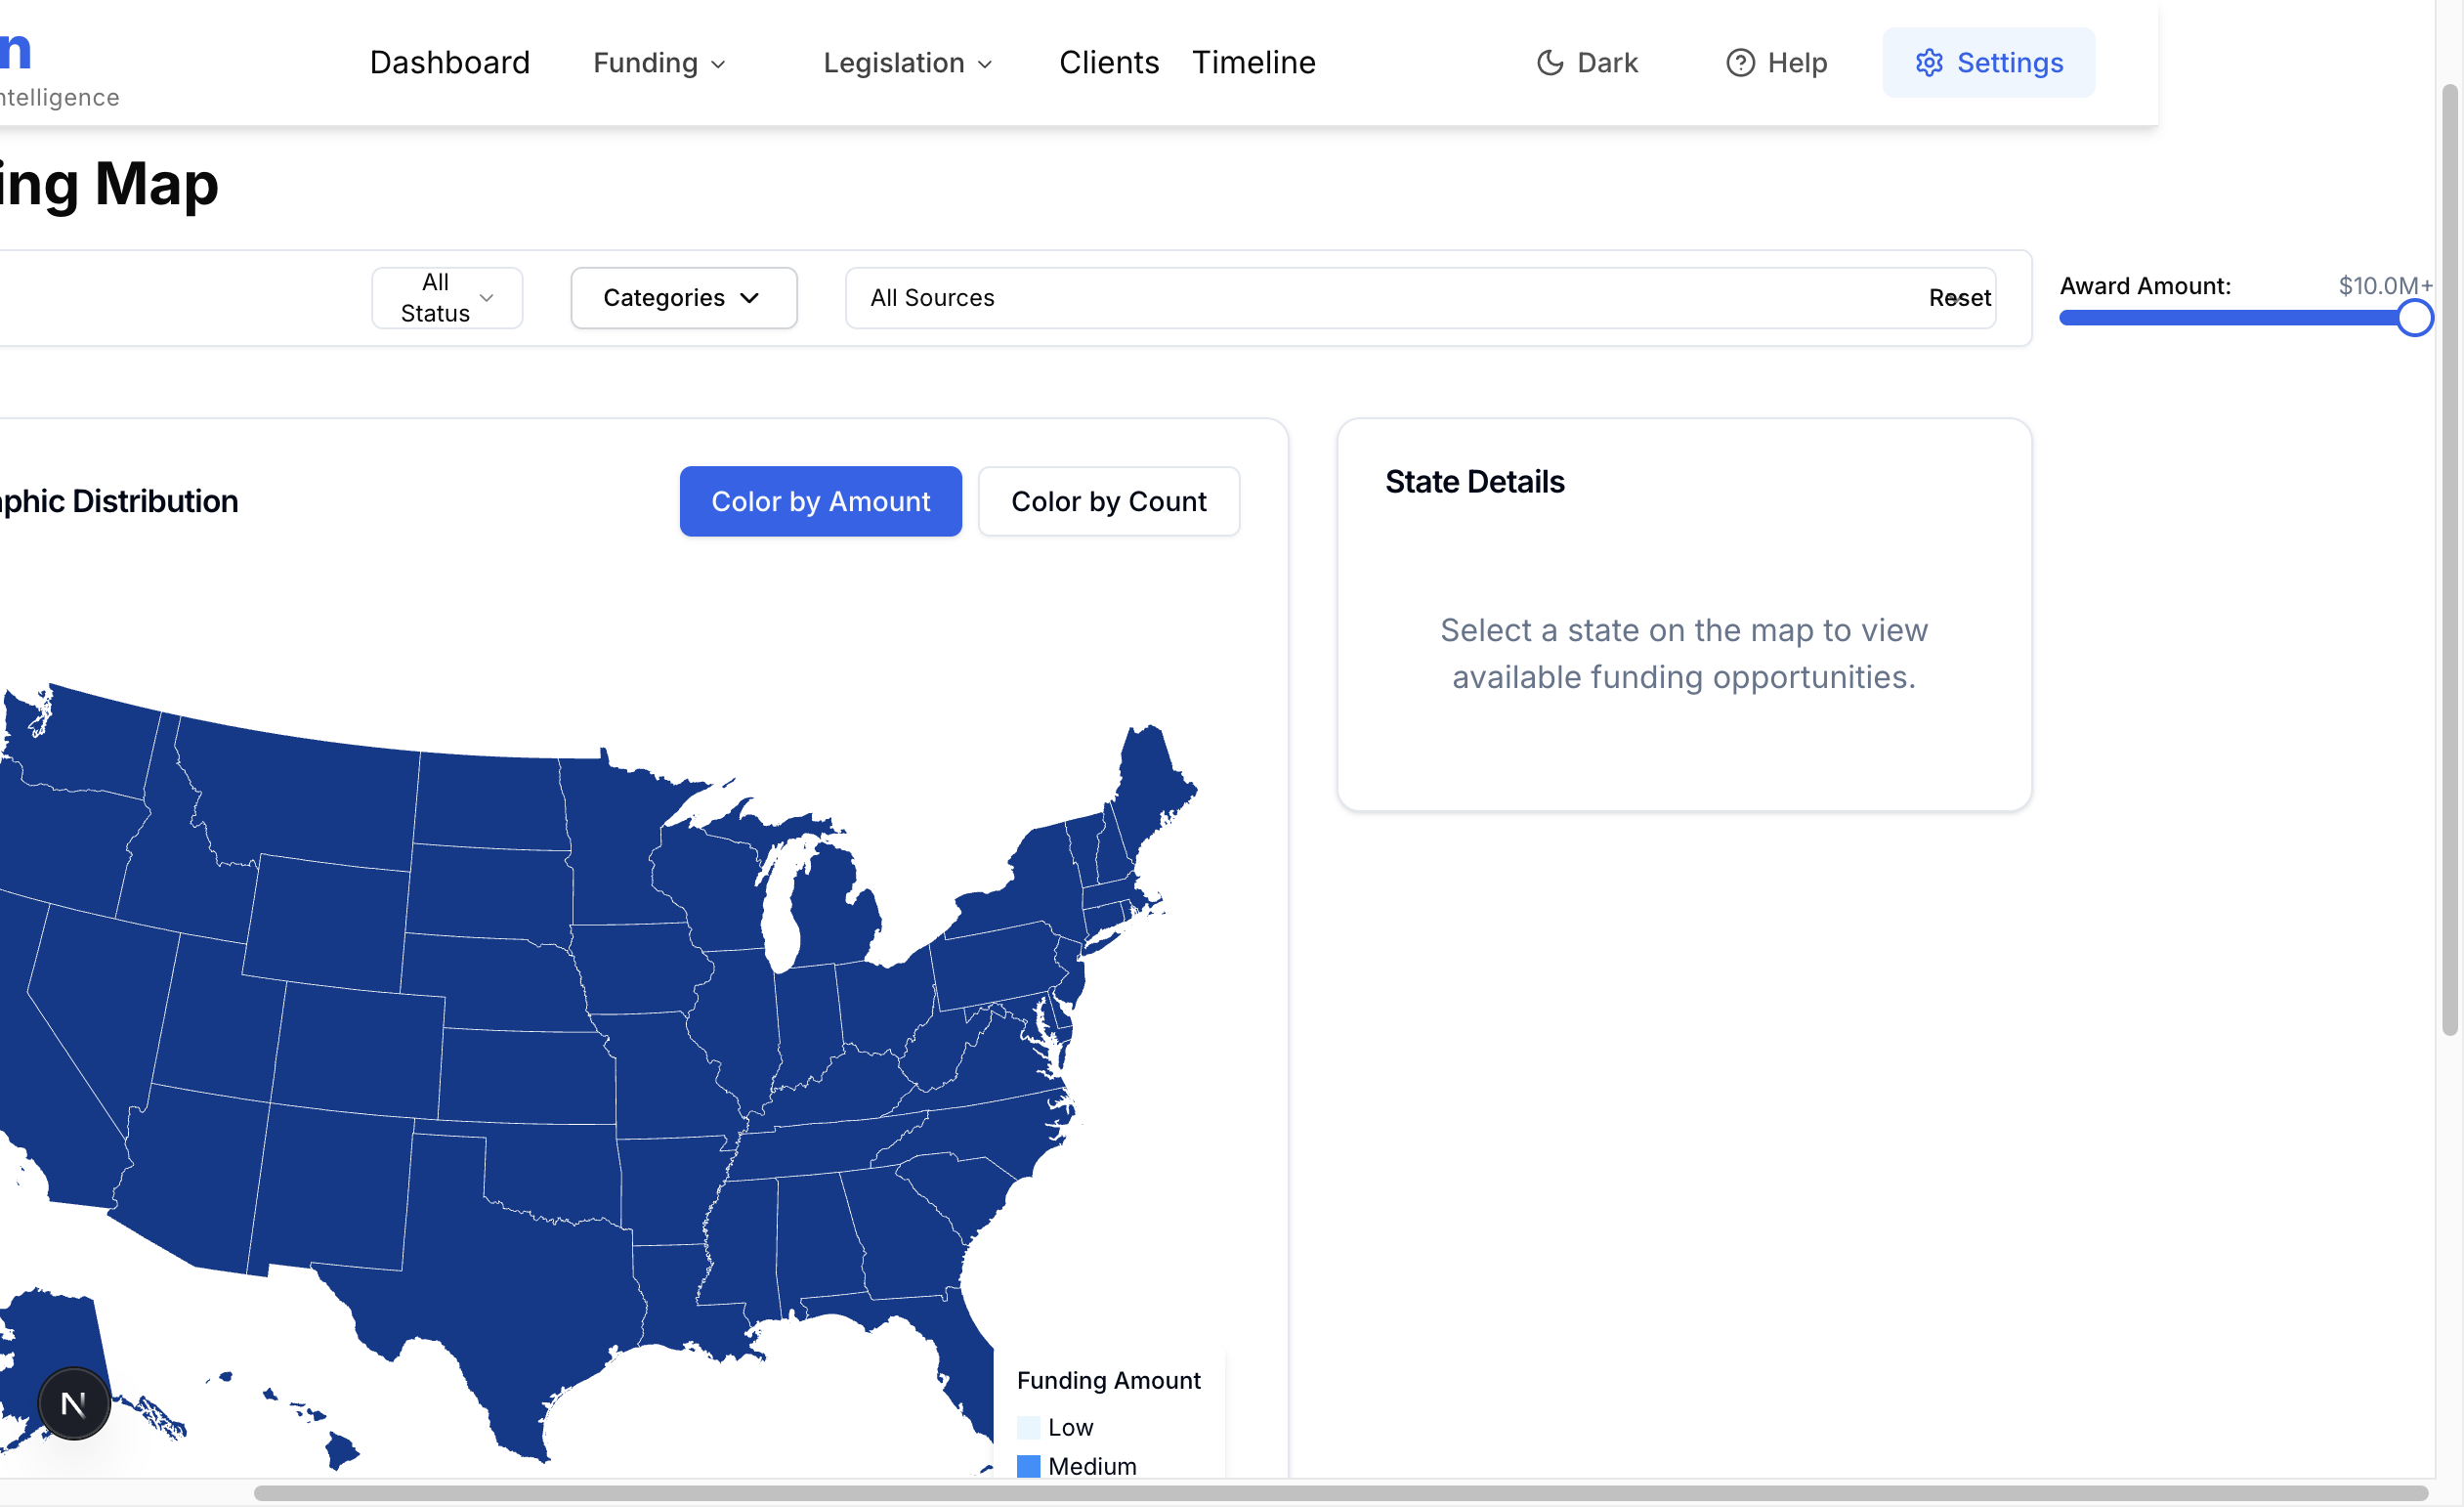 n
Dashboard Funding Legislation Clients Timeline Dark Help Settings
ntelligence
ing Map
All Status Categories All Sources Reset Award Amount: $10.0M+
aphic Distribution Color by Amount Color by Count
State Details
Select a state on the map to view
available funding opportunities.
Funding Amount
Low
Medium
N